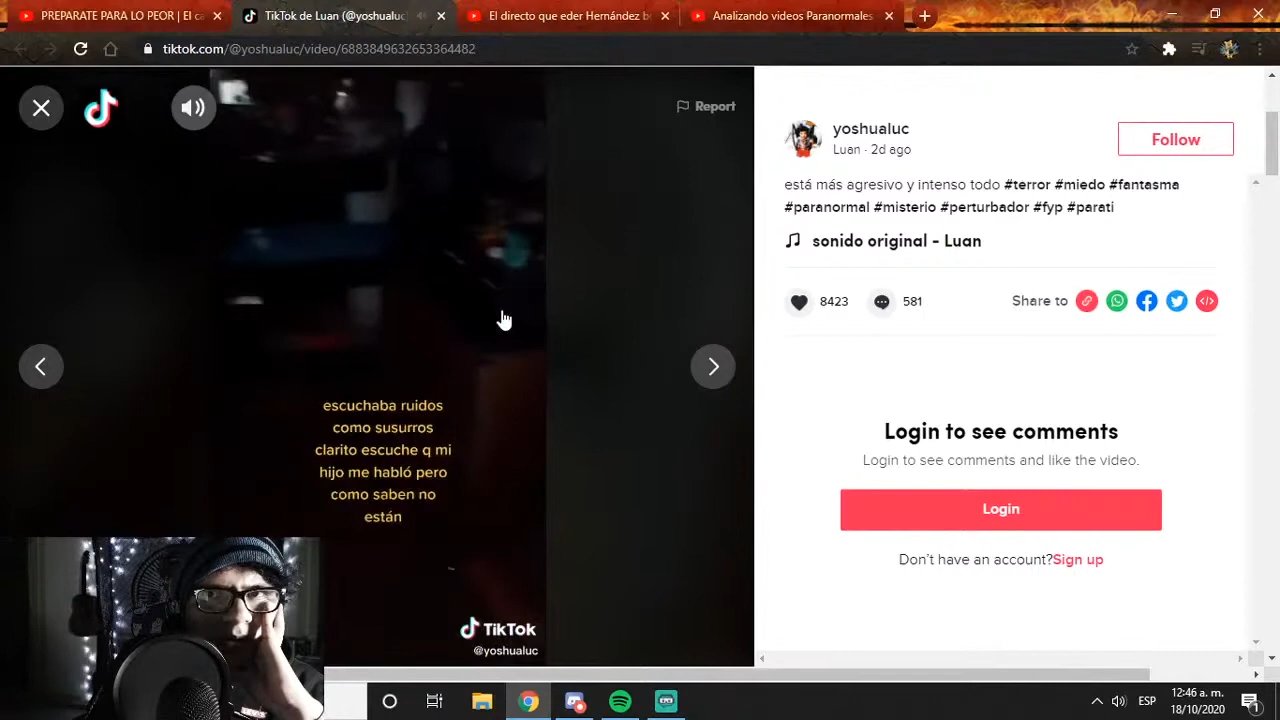 PREPARATE PARA LO PEOR | El ca
TikTok de Luan (@yoshualuc)
El directo que eder Hernández b
Analizando videos Paranormales
tiktok.com/@yoshualuc/video/6883849632653364482
Report
yoshualuc
Luan · 2d ago
Follow
está más agresivo y intenso todo #terror #miedo #fantasma
#paranormal #misterio #perturbador #fyp #parati
sonido original - Luan
8423
581
Share to
escuchaba ruidos
como susurros
clarito escuche q mi
hijo me habló pero
como saben no
están
TikTok
@yoshualuc
Login to see comments
Login to see comments and like the video.
Login
Don't have an account?Sign up
ESP
12:46 a. m.
18/10/2020
1